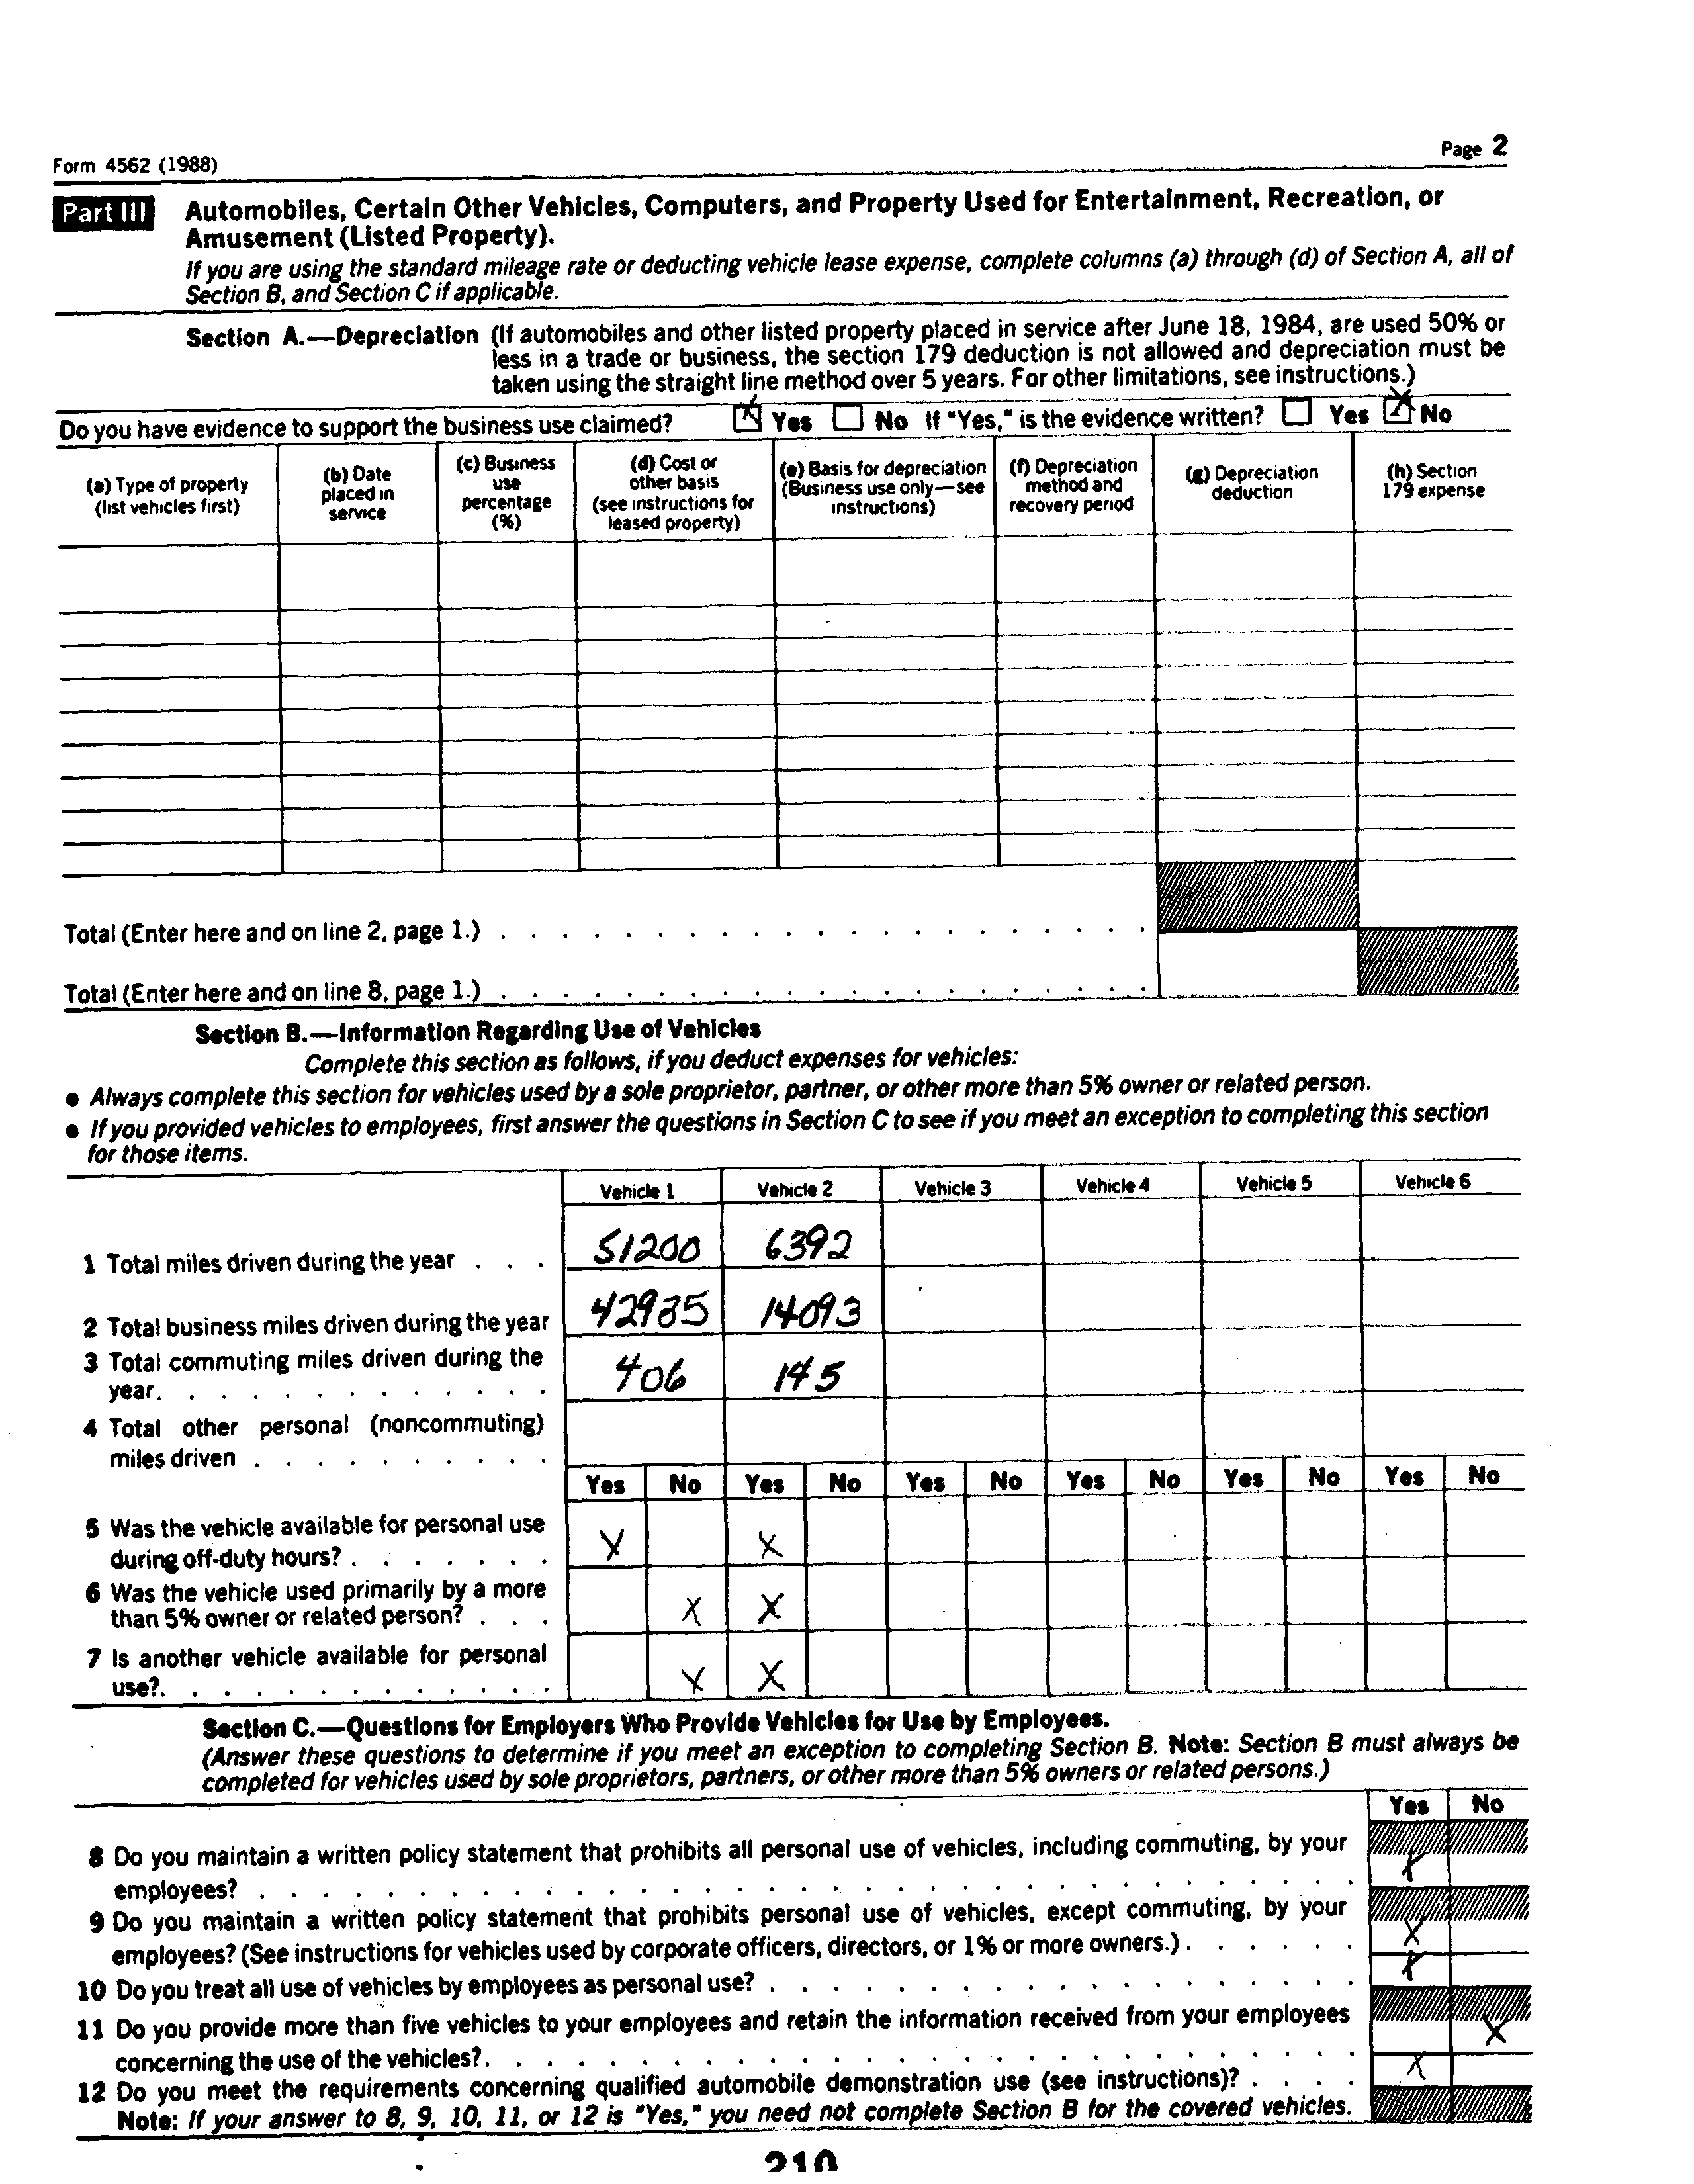 Form 4562 (1988)
Page 2
Part III Automobiles, Certain Other Vehicles, Computers, and Property Used for Entertainment, Recreation, or
Amusement (Listed Property).
If you are using the standard mileage rate or deducting vehicle lease expense, complete columns (a) through (d) of Section A, all of
Section B, and Section C if applicable.
Section A.—Depreciation (If automobiles and other listed property placed in service after June 18, 1984, are used 50% or
less in a trade or business, the section 179 deduction is not allowed and depreciation must be
taken using the straight line method over 5 years. For other limitations, see instructions.)
Do you have evidence to support the business use claimed? X Yes No If "Yes," is the evidence written? Yes X No
(a) Type of property
(list vehicles first)
(b) Date
placed in
service
(c) Business
use
percentage
(%)
(d) Cost or
other basis
(see instructions for
leased property)
(e) Basis for depreciation
(Business use only—see
instructions)
(f) Depreciation
method and
recovery period
(g) Depreciation
deduction
(h) Section
179 expense
Total (Enter here and on line 2, page 1.) . . . . . . . . . . . . . . . . . . . . .
Total (Enter here and on line 8, page 1.) . . . . . . . . . . . . . . . . . . . . .
Section B.—Information Regarding Use of Vehicles
Complete this section as follows, if you deduct expenses for vehicles:
● Always complete this section for vehicles used by a sole proprietor, partner, or other more than 5% owner or related person.
● If you provided vehicles to employees, first answer the questions in Section C to see if you meet an exception to completing this section
for those items.
Vehicle 1 Vehicle 2 Vehicle 3 Vehicle 4 Vehicle 5 Vehicle 6
1 Total miles driven during the year . . . 51200 6392
2 Total business miles driven during the year 42985 14093
3 Total commuting miles driven during the
year. . . . . . . . . . . . . 406 145
4 Total other personal (noncommuting)
miles driven . . . . . . . . . .
Yes No Yes No Yes No Yes No Yes No Yes No
5 Was the vehicle available for personal use
during off-duty hours? . . . . . . . X X
6 Was the vehicle used primarily by a more
than 5% owner or related person? . . . X X
7 Is another vehicle available for personal
use?. . . . . . . . . . . . . X X
Section C.—Questions for Employers Who Provide Vehicles for Use by Employees.
(Answer these questions to determine if you meet an exception to completing Section B. Note: Section B must always be
completed for vehicles used by sole proprietors, partners, or other more than 5% owners or related persons.)
Yes No
8 Do you maintain a written policy statement that prohibits all personal use of vehicles, including commuting, by your
employees? . . . . . . . . . . . . . . . . . . . . . . . . . . . . . . . . . . X
9 Do you maintain a written policy statement that prohibits personal use of vehicles, except commuting, by your
employees? (See instructions for vehicles used by corporate officers, directors, or 1% or more owners.) . . . . . . X
10 Do you treat all use of vehicles by employees as personal use? . . . . . . . . . . . . . . . . . . X
11 Do you provide more than five vehicles to your employees and retain the information received from your employees
concerning the use of the vehicles?. . . . . . . . . . . . . . . . . . . . . . . . . . . X
12 Do you meet the requirements concerning qualified automobile demonstration use (see instructions)? . . . . X
Note: If your answer to 8, 9, 10, 11, or 12 is "Yes," you need not complete Section B for the covered vehicles.
210